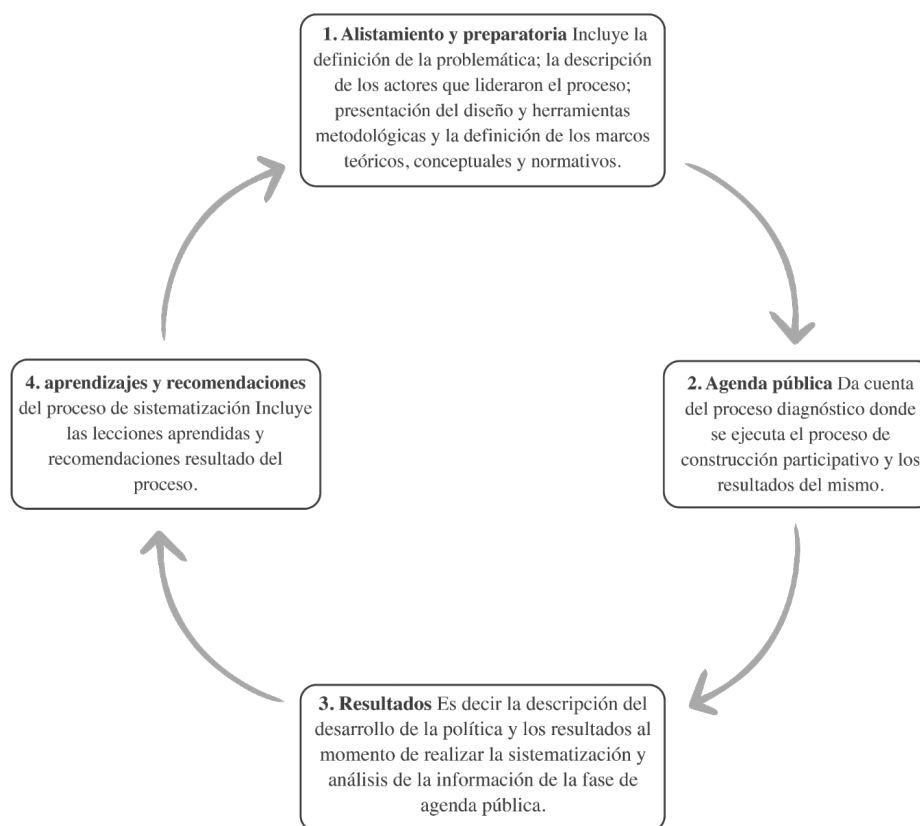 1. Alistamiento y preparatoria Incluye la
definición de la problemática; la descripción
de los actores que lideraron el proceso;
presentación del diseño y herramientas
metodológicas y la definición de los marcos
teóricos, conceptuales y normativos.
2. Agenda pública Da cuenta
del proceso diagnóstico donde
se ejecuta el proceso de
construcción participativo y los
resultados del mismo.
3. Resultados Es decir la descripción del
desarrollo de la política y los resultados al
momento de realizar la sistematización y
análisis de la información de la fase de
agenda pública.
4. aprendizajes y recomendaciones
del proceso de sistematización Incluye
las lecciones aprendidas y
recomendaciones resultado del
proceso.